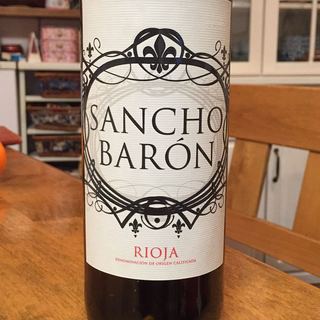 SANCHO
BARÓN
RIOJA
DENOMINACIÓN DE ORIGEN CALIFICADA